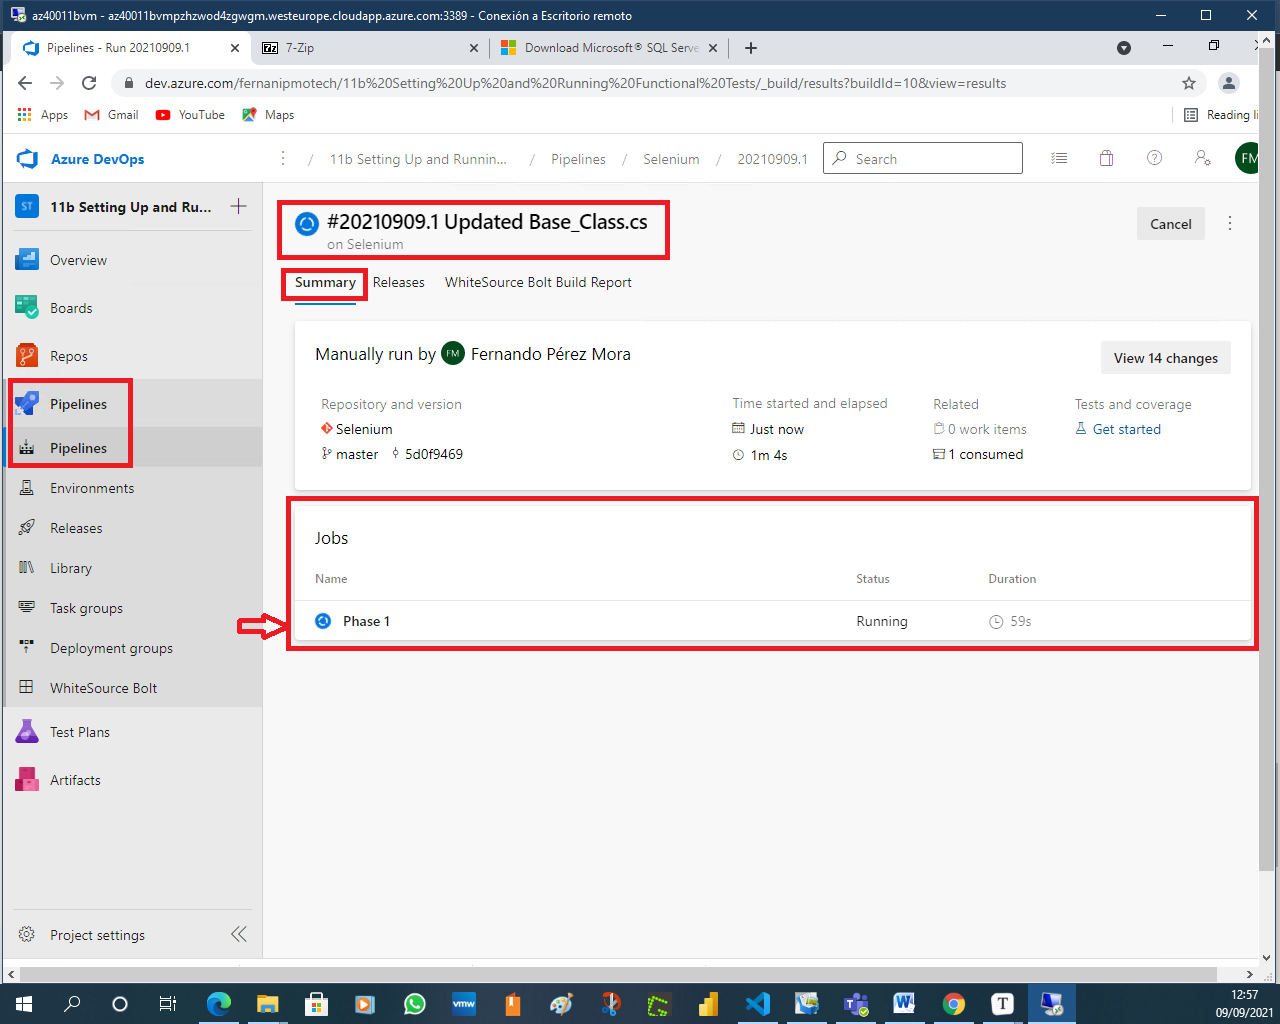 az40011bvm - az40011bvmpzhzwod4zgwgm.westeurope.cloudapp.azure.com:3389 - Conexión a Escritorio remoto
Pipelines - Run 20210909.1
7-Zip
Download Microsoft® SQL Serve
dev.azure.com/fernanipmotech/11b%20Setting%20Up%20and%20Running%20Functional%20Tests/_build/results?buildId=10&view=results
Apps
Gmail
YouTube
Maps
Reading li
Azure DevOps
/ 11b Setting Up and Runnin... / Pipelines / Selenium / 20210909.1
Search
FM
ST
11b Setting Up and Ru...
Overview
Boards
Repos
Pipelines
Pipelines
Environments
Releases
Library
Task groups
Deployment groups
WhiteSource Bolt
Test Plans
Artifacts
Project settings
#20210909.1 Updated Base_Class.cs
on Selenium
Cancel
Summary
Releases
WhiteSource Bolt Build Report
Manually run by FM Fernando Pérez Mora
View 14 changes
Repository and version
Selenium
master
5d0f9469
Time started and elapsed
Just now
1m 4s
Related
0 work items
1 consumed
Tests and coverage
Get started
Jobs
Name
Status
Duration
Phase 1
Running
59s
vmw
12:57
09/09/2021